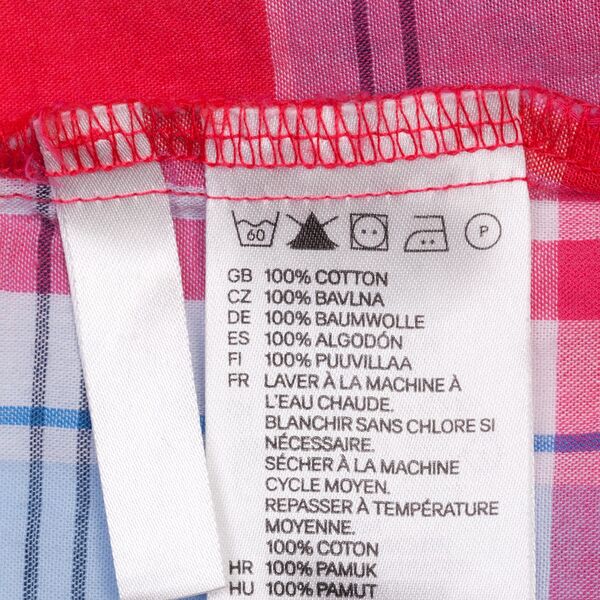 60 P
GB 100% COTTON
CZ 100% BAVLNA
DE 100% BAUMWOLLE
ES 100% ALGODÓN
FI 100% PUUVILLAA
FR LAVER À LA MACHINE À
L'EAU CHAUDE.
BLANCHIR SANS CHLORE SI
NÉCESSAIRE.
SÉCHER À LA MACHINE
CYCLE MOYEN.
REPASSER À TEMPÉRATURE
MOYENNE.
100% COTON
HR 100% PAMUK
HU 100% PAMUT